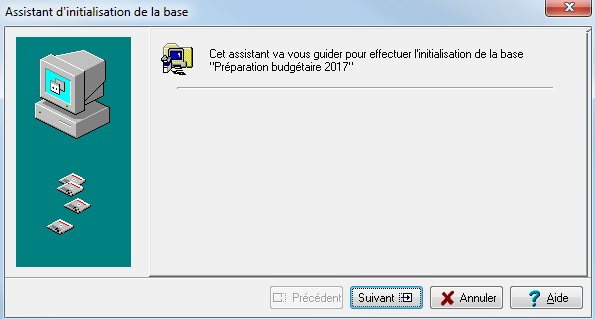 Assistant d'initialisation de la base
Cet assistant va vous guider pour effectuer l'initialisation de la base
"Préparation budgétaire 2017"
Précédent
Suivant
Annuler
Aide